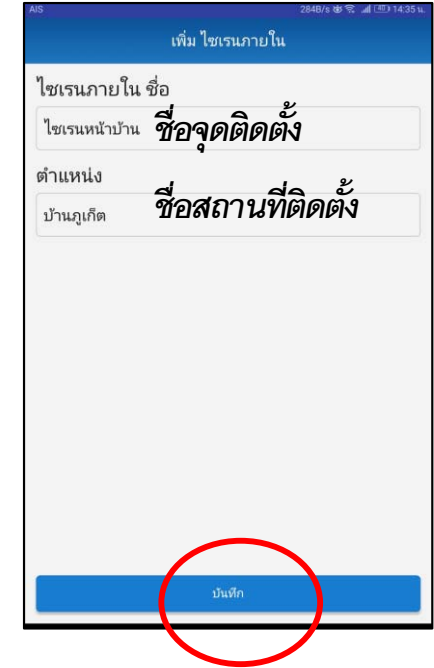 AIS 284B/s 14:35 น.
เพิ่ม ไซเรนภายใน
ไซเรนภายใน ชื่อ
ไซเรนหน้าบ้าน ชื่อจุดติดตั้ง
ตำแหน่ง
บ้านภูเก็ต ชื่อสถานที่ติดตั้ง
บันทึก